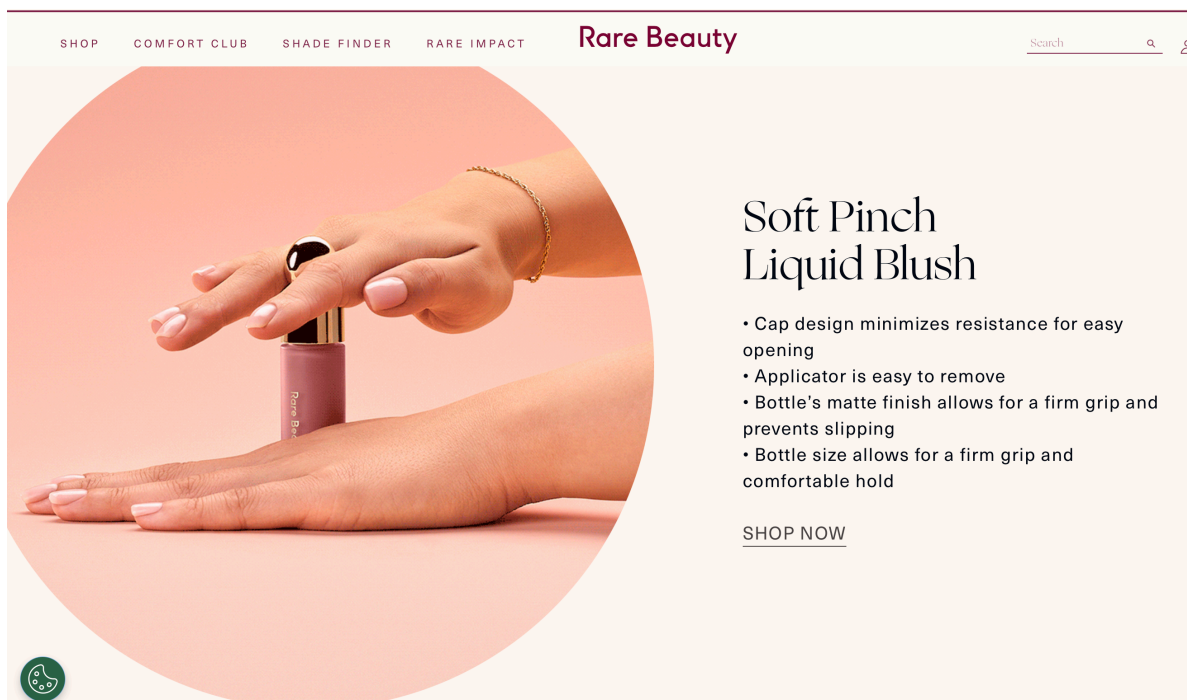 SHOP COMFORT CLUB SHADE FINDER RARE IMPACT Rare Beauty Search
Soft Pinch
Liquid Blush
• Cap design minimizes resistance for easy
opening
• Applicator is easy to remove
• Bottle’s matte finish allows for a firm grip and
prevents slipping
• Bottle size allows for a firm grip and
comfortable hold
SHOP NOW
Rare Be